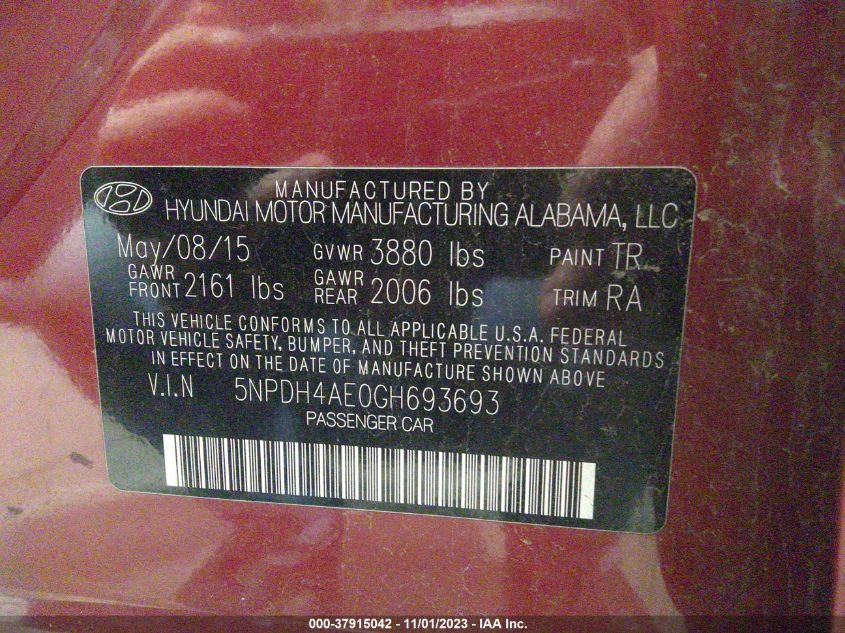 MANUFACTURED BY
HYUNDAI MOTOR MANUFACTURING ALABAMA, LLC
May/08/15 GVWR 3880 lbs PAINT TR
GAWR FRONT 2161 lbs GAWR REAR 2006 lbs TRIM RA
THIS VEHICLE CONFORMS TO ALL APPLICABLE U.S.A. FEDERAL
MOTOR VEHICLE SAFETY, BUMPER, AND THEFT PREVENTION STANDARDS
IN EFFECT ON THE DATE OF MANUFACTURE SHOWN ABOVE
V.I.N 5NPDH4AE0GH693693
PASSENGER CAR
000-37915042 - 11/01/2023 - IAA Inc.